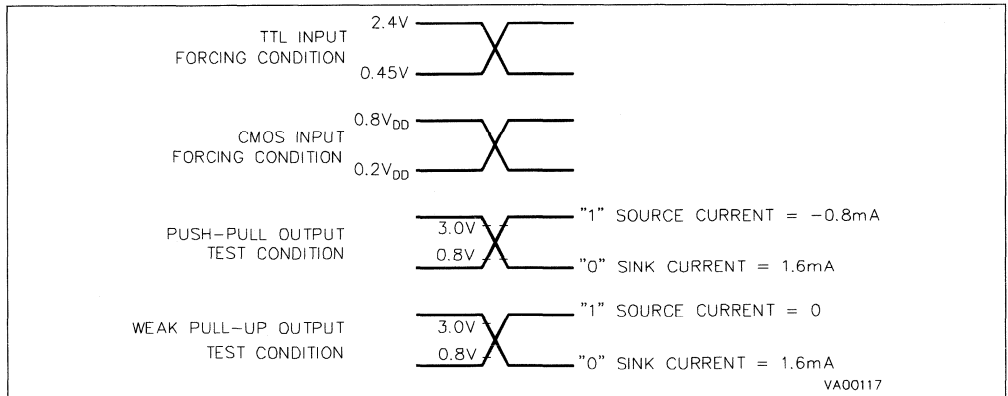 TTL INPUT
FORCING CONDITION
2.4V
0.45V
CMOS INPUT
FORCING CONDITION
0.8VDD
0.2VDD
PUSH-PULL OUTPUT
TEST CONDITION
3.0V
0.8V
"1" SOURCE CURRENT = -0.8mA
"0" SINK CURRENT = 1.6mA
WEAK PULL-UP OUTPUT
TEST CONDITION
3.0V
0.8V
"1" SOURCE CURRENT = 0
"0" SINK CURRENT = 1.6mA
VA00117